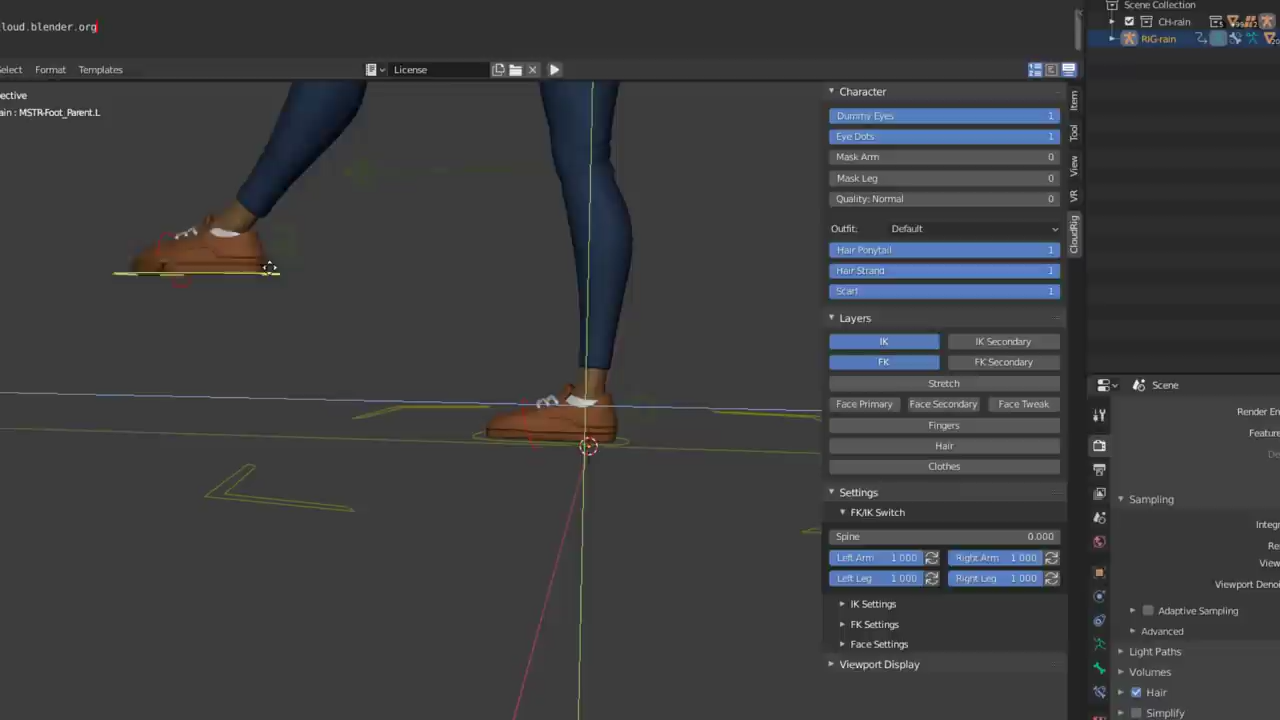 loud.blender.org
Scene Collection
CH-rain
RIG-rain
elect Format Templates
License
ective
ain : MSTR-Foot_Parent.L
Character
Dummy Eyes 1
Eye Dots 1
Mask Arm 0
Mask Leg 0
Quality: Normal 0
Outfit: Default
Hair Ponytail 1
Hair Strand 1
Scarf 1
Layers
IK IK Secondary
FK FK Secondary
Stretch
Face Primary Face Secondary Face Tweak
Fingers
Hair
Clothes
Settings
FK/IK Switch
Spine 0.000
Left Arm 1.000 Right Arm 1.000
Left Leg 1.000 Right Leg 1.000
IK Settings
FK Settings
Face Settings
Viewport Display
Item
Tool
View
VR
CloudRig
Scene
Render En
Feature
De
Sampling
Integ
Re
View
Viewport Denoi
Adaptive Sampling
Advanced
Light Paths
Volumes
Hair
Simplify